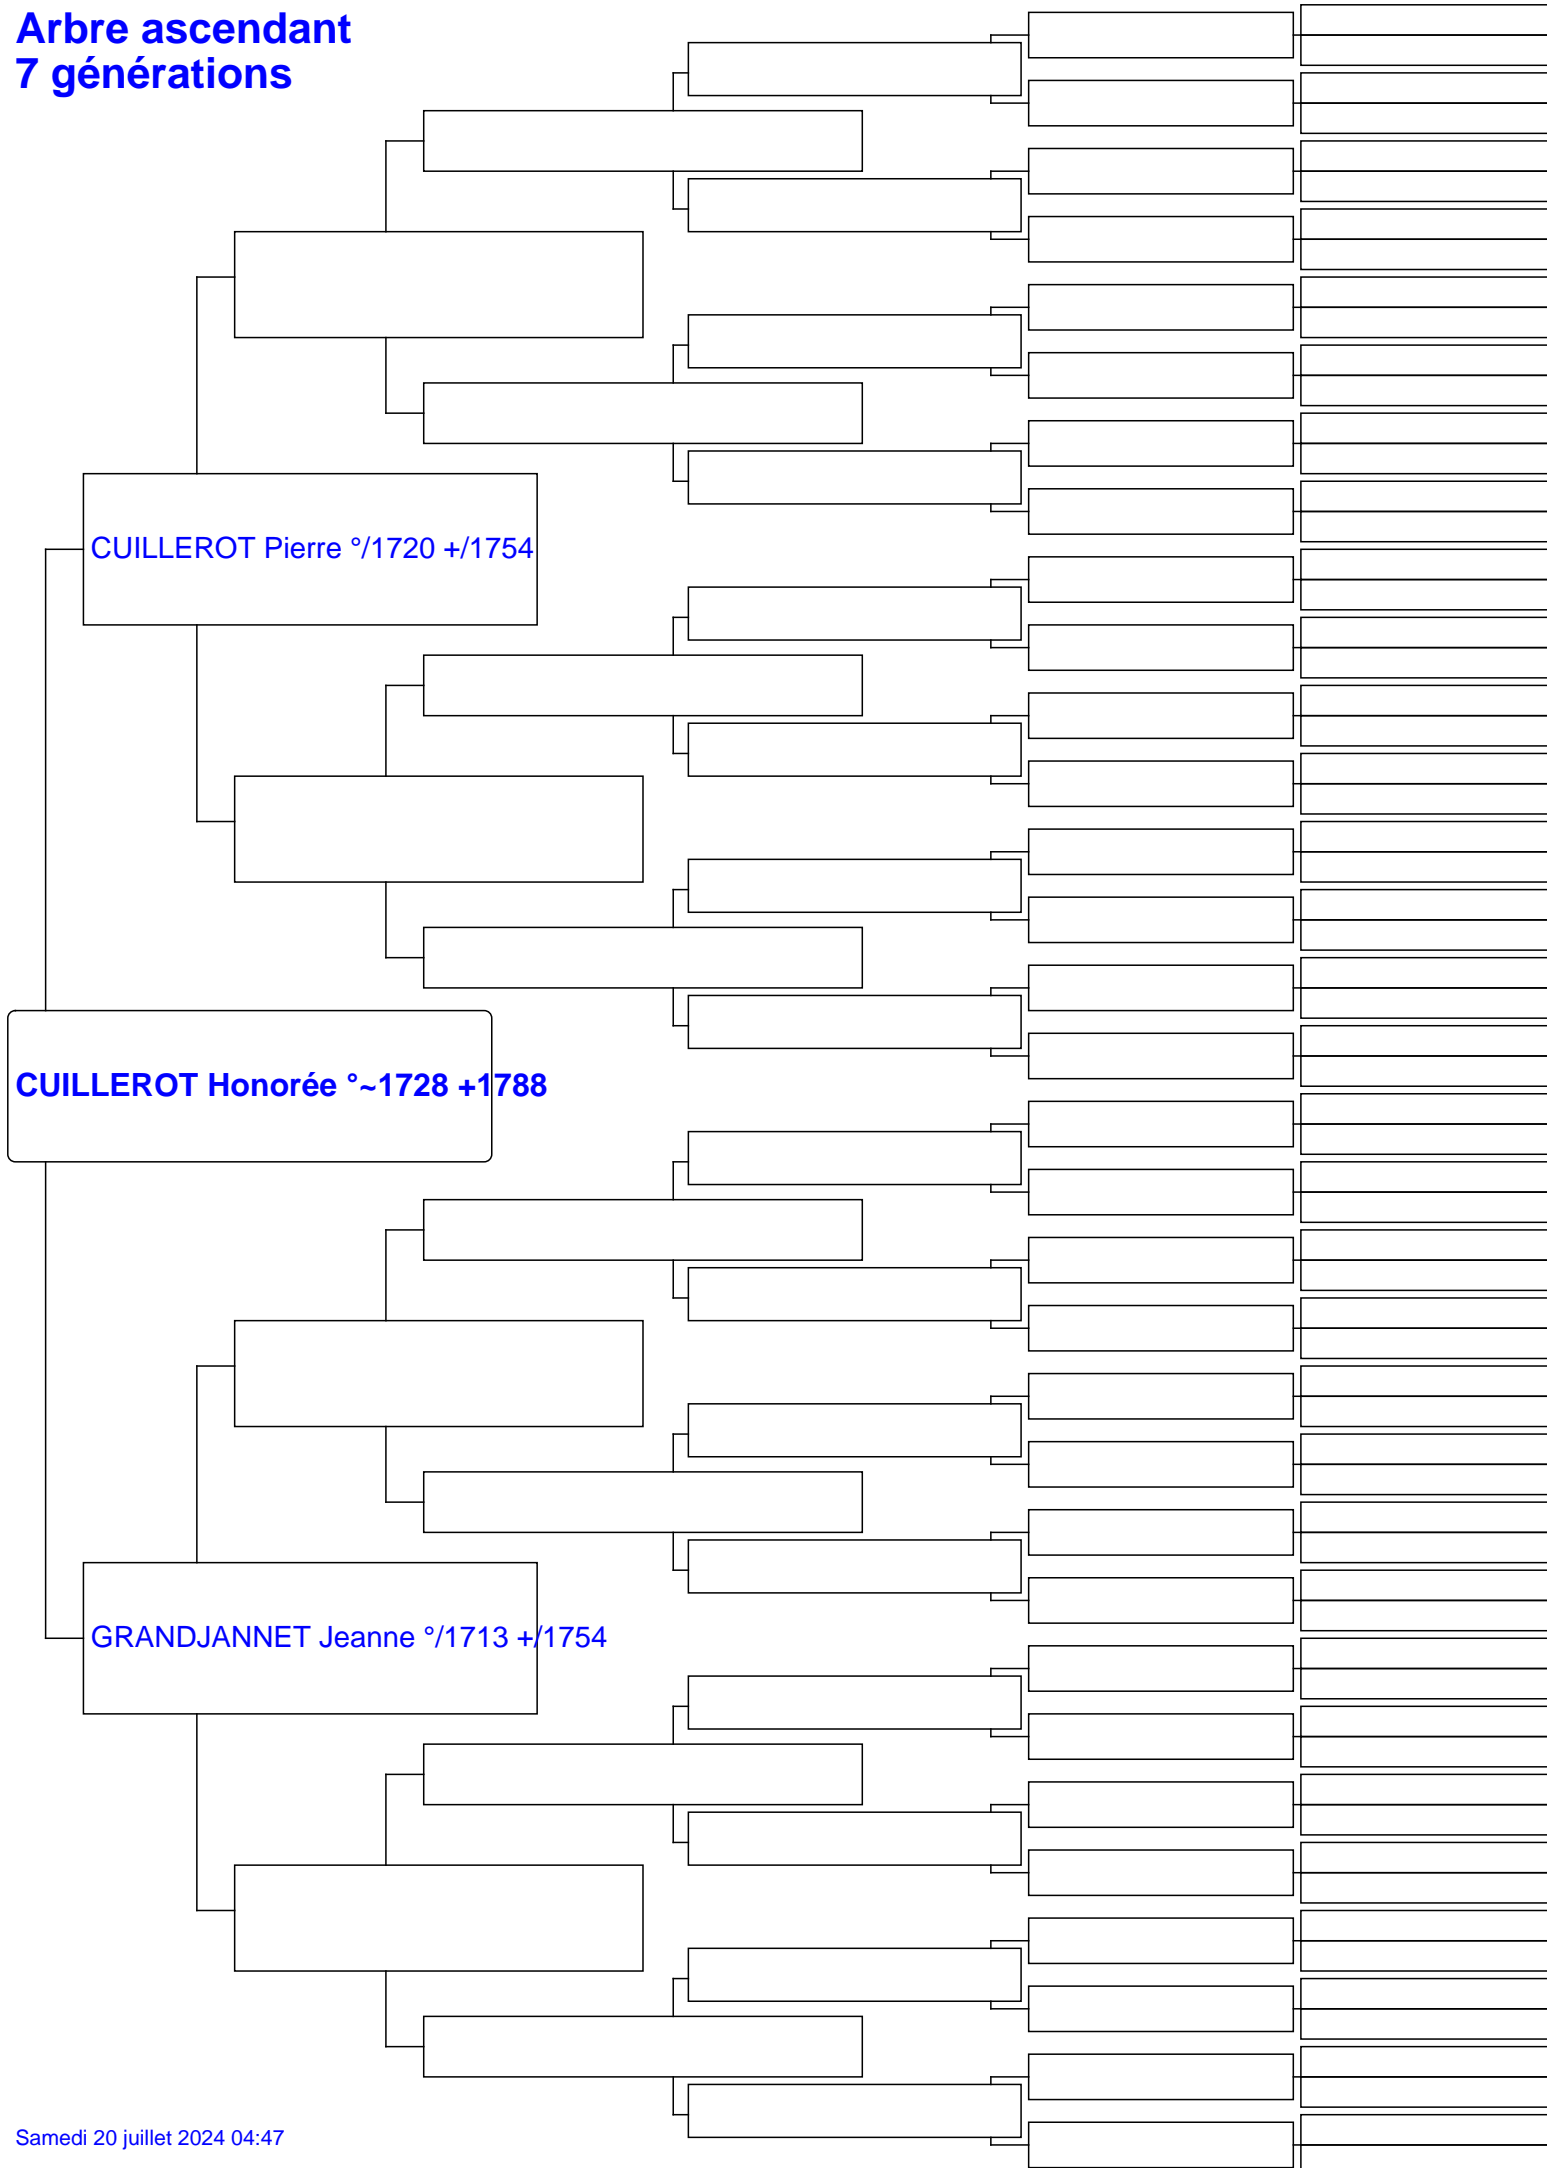 Arbre ascendant
7 générations
CUILLEROT Pierre °/1720 +/1754
CUILLEROT Honorée °~1728 +1788
GRANDJANNET Jeanne °/1713 +/1754
Samedi 20 juillet 2024 04:47